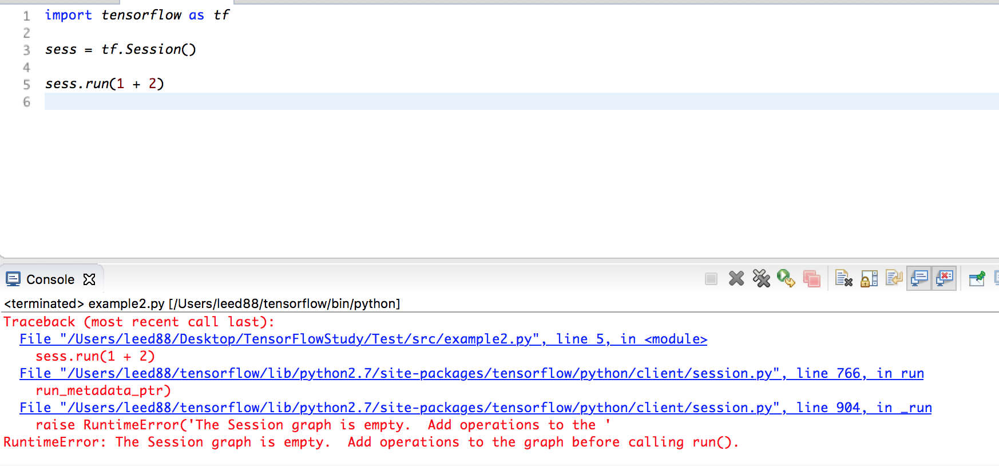 1 import tensorflow as tf
2
3 sess = tf.Session()
4
5 sess.run(1 + 2)
6
Console
<terminated> example2.py [/Users/leed88/tensorflow/bin/python]
Traceback (most recent call last):
File "/Users/leed88/Desktop/TensorFlowStudy/Test/src/example2.py", line 5, in <module>
sess.run(1 + 2)
File "/Users/leed88/tensorflow/lib/python2.7/site-packages/tensorflow/python/client/session.py", line 766, in run
run_metadata_ptr)
File "/Users/leed88/tensorflow/lib/python2.7/site-packages/tensorflow/python/client/session.py", line 904, in _run
raise RuntimeError('The Session graph is empty.  Add operations to the '
RuntimeError: The Session graph is empty.  Add operations to the graph before calling run().